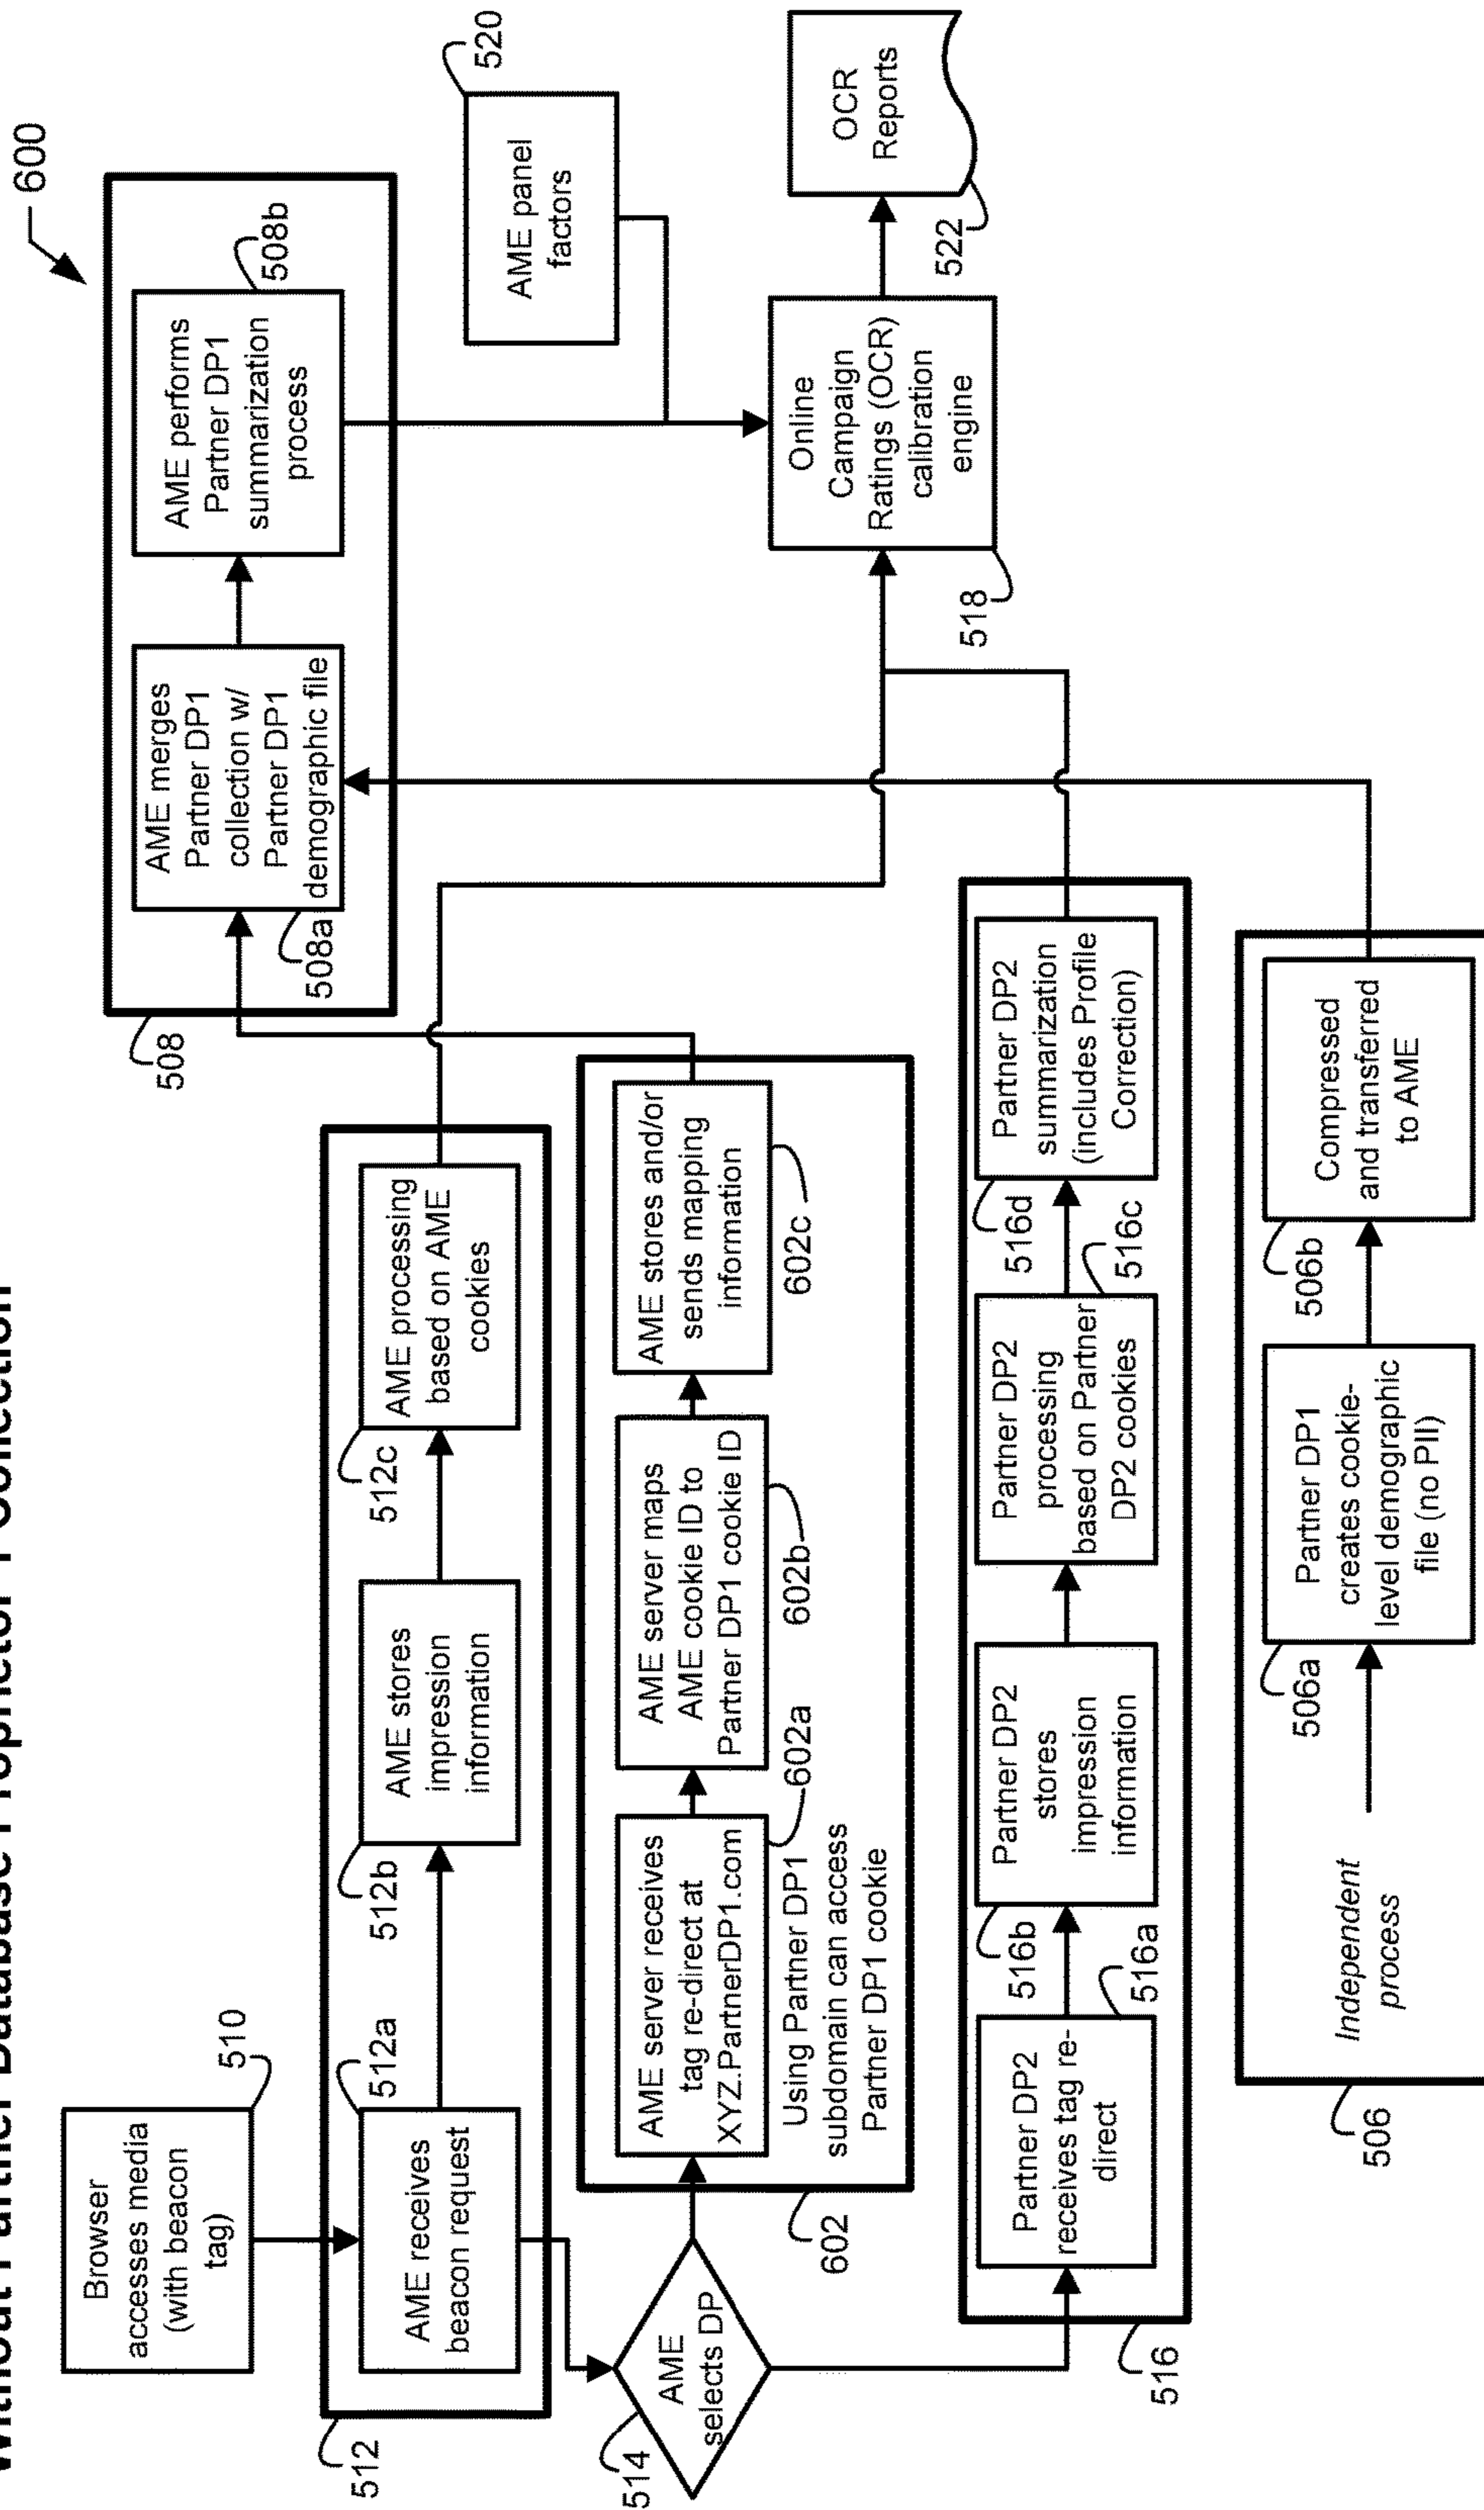 Without Partner Database Proprietor 1 Collection
600
Browser
accesses media
(with beacon
tag)
510
512
AME receives
beacon request
512a
AME stores
impression
information
512b
AME processing
based on AME
cookies
512c
508
AME merges
Partner DP1
collection w/
Partner DP1
demographic file
508a
AME performs
Partner DP1
summarization
process
508b
AME panel
factors
520
AME
selects DP
514
602
AME server receives
tag re-direct at
XYZ.PartnerDP1.com
602a
Using Partner DP1
subdomain can access
Partner DP1 cookie
AME server maps
AME cookie ID to
Partner DP1 cookie ID
602b
AME stores and/or
sends mapping
information
602c
Online
Campaign
Ratings (OCR)
calibration
engine
518
OCR
Reports
522
516
Partner DP2
receives tag re-
direct
516a
Partner DP2
stores
impression
information
516b
Partner DP2
processing
based on Partner
DP2 cookies
516c
Partner DP2
summarization
(includes Profile
Correction)
516d
506
Independent
process
Partner DP1
creates cookie-
level demographic
file (no PII)
506a
Compressed
and transferred
to AME
506b